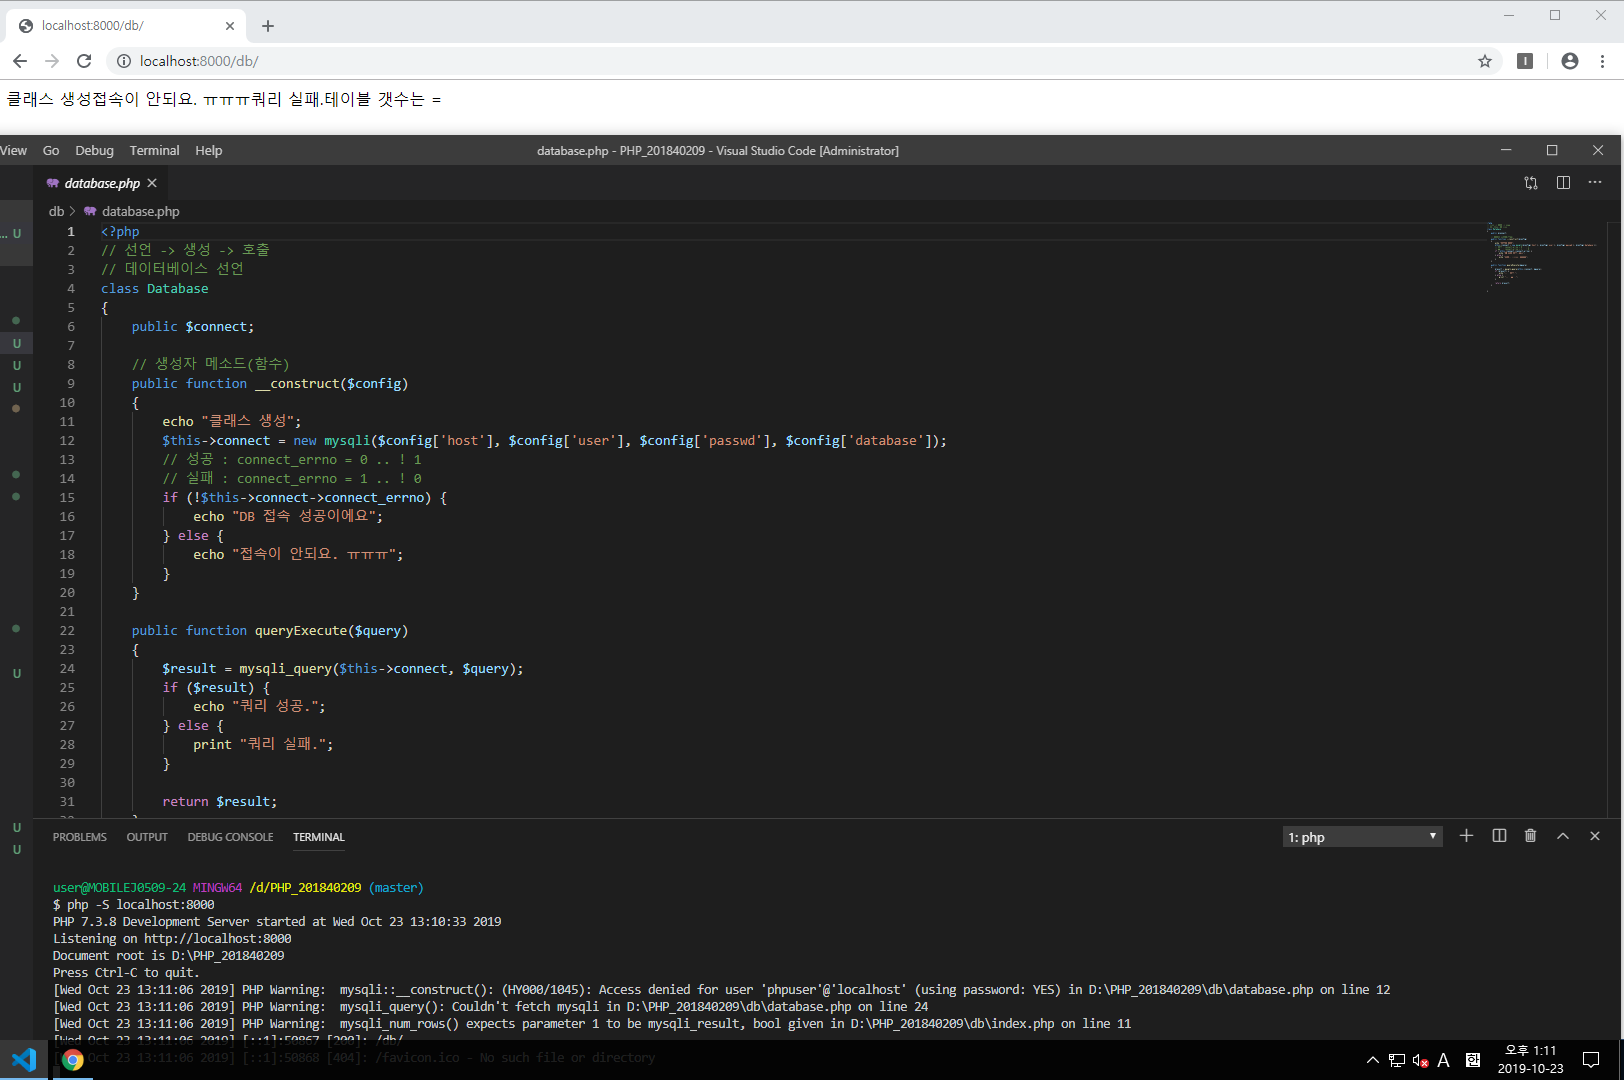 localhost:8000/db/
localhost:8000/db/
클래스 생성접속이 안되요. ㅠㅠㅠ쿼리 실패.테이블 갯수는 =
View Go Debug Terminal Help
database.php - PHP_201840209 - Visual Studio Code [Administrator]
database.php
db > database.php
... U
U
U
U
U
U
U
1 <?php
2 // 선언 -> 생성 -> 호출
3 // 데이터베이스 선언
4 class Database
5 {
6 public $connect;
7
8 // 생성자 메소드(함수)
9 public function __construct($config)
10 {
11 echo "클래스 생성";
12 $this->connect = new mysqli($config['host'], $config['user'], $config['passwd'], $config['database']);
13 // 성공 : connect_errno = 0 .. ! 1
14 // 실패 : connect_errno = 1 .. ! 0
15 if (!$this->connect->connect_errno) {
16 echo "DB 접속 성공이에요";
17 } else {
18 echo "접속이 안되요. ㅠㅠㅠ";
19 }
20 }
21
22 public function queryExecute($query)
23 {
24 $result = mysqli_query($this->connect, $query);
25 if ($result) {
26 echo "쿼리 성공.";
27 } else {
28 print "쿼리 실패.";
29 }
30
31 return $result;
PROBLEMS OUTPUT DEBUG CONSOLE TERMINAL
1: php
user@MOBILEJ0509-24 MINGW64 /d/PHP_201840209 (master)
$ php -S localhost:8000
PHP 7.3.8 Development Server started at Wed Oct 23 13:10:33 2019
Listening on http://localhost:8000
Document root is D:\PHP_201840209
Press Ctrl-C to quit.
[Wed Oct 23 13:11:06 2019] PHP Warning:  mysqli::__construct(): (HY000/1045): Access denied for user 'phpuser'@'localhost' (using password: YES) in D:\PHP_201840209\db\database.php on line 12
[Wed Oct 23 13:11:06 2019] PHP Warning:  mysqli_query(): Couldn't fetch mysqli in D:\PHP_201840209\db\database.php on line 24
[Wed Oct 23 13:11:06 2019] PHP Warning:  mysqli_num_rows() expects parameter 1 to be mysqli_result, bool given in D:\PHP_201840209\db\index.php on line 11
[Wed Oct 23 13:11:06 2019] [::1]:50867 [200]: /db/
Oct 23 13:11:06 2019] [::1]:50868 [404]: /favicon.ico - No such file or directory
A 한
오후 1:11
2019-10-23